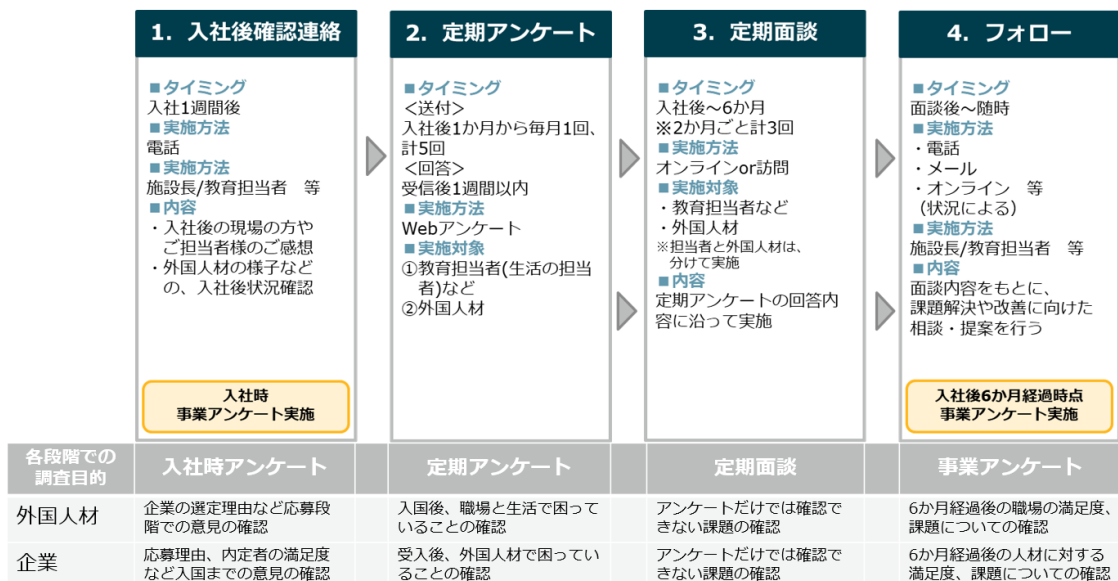 1. 入社後確認連絡
■タイミング
入社1週間後
■実施方法
電話
■実施方法
施設長/教育担当者　等
■内容
・入社後の現場の方や
ご担当者様のご感想
・外国人材の様子など
の、入社後状況確認
入社時
事業アンケート実施
2. 定期アンケート
■タイミング
<送付>
入社後1か月から毎月1回、
計5回
<回答>
受信後1週間以内
■実施方法
Webアンケート
■実施対象
①教育担当者(生活の担当
者)など
②外国人材
3. 定期面談
■タイミング
入社後～6か月
※2か月ごと計3回
■実施方法
オンラインor訪問
■実施対象
・教育担当者など
・外国人材
※担当者と外国人材は、
分けて実施
■内容
定期アンケートの回答内
容に沿って実施
4. フォロー
■タイミング
面談後～随時
■実施方法
・電話
・メール
・オンライン　等
(状況による)
■実施方法
施設長/教育担当者　等
■内容
面談内容をもとに、
課題解決や改善に向けた
相談・提案を行う
入社後6か月経過時点
事業アンケート実施
各段階での
調査目的
入社時アンケート
定期アンケート
定期面談
事業アンケート
外国人材
企業の選定理由など応募段
階での意見の確認
入国後、職場と生活で困って
いることの確認
アンケートだけでは確認で
きない課題の確認
6か月経過後の職場の満足度、
課題についての確認
企業
応募理由、内定者の満足度
など入国までの意見の確認
受入後、外国人材で困ってい
ることの確認
アンケートだけでは確認で
きない課題の確認
6か月経過後の人材に対する
満足度、課題についての確認